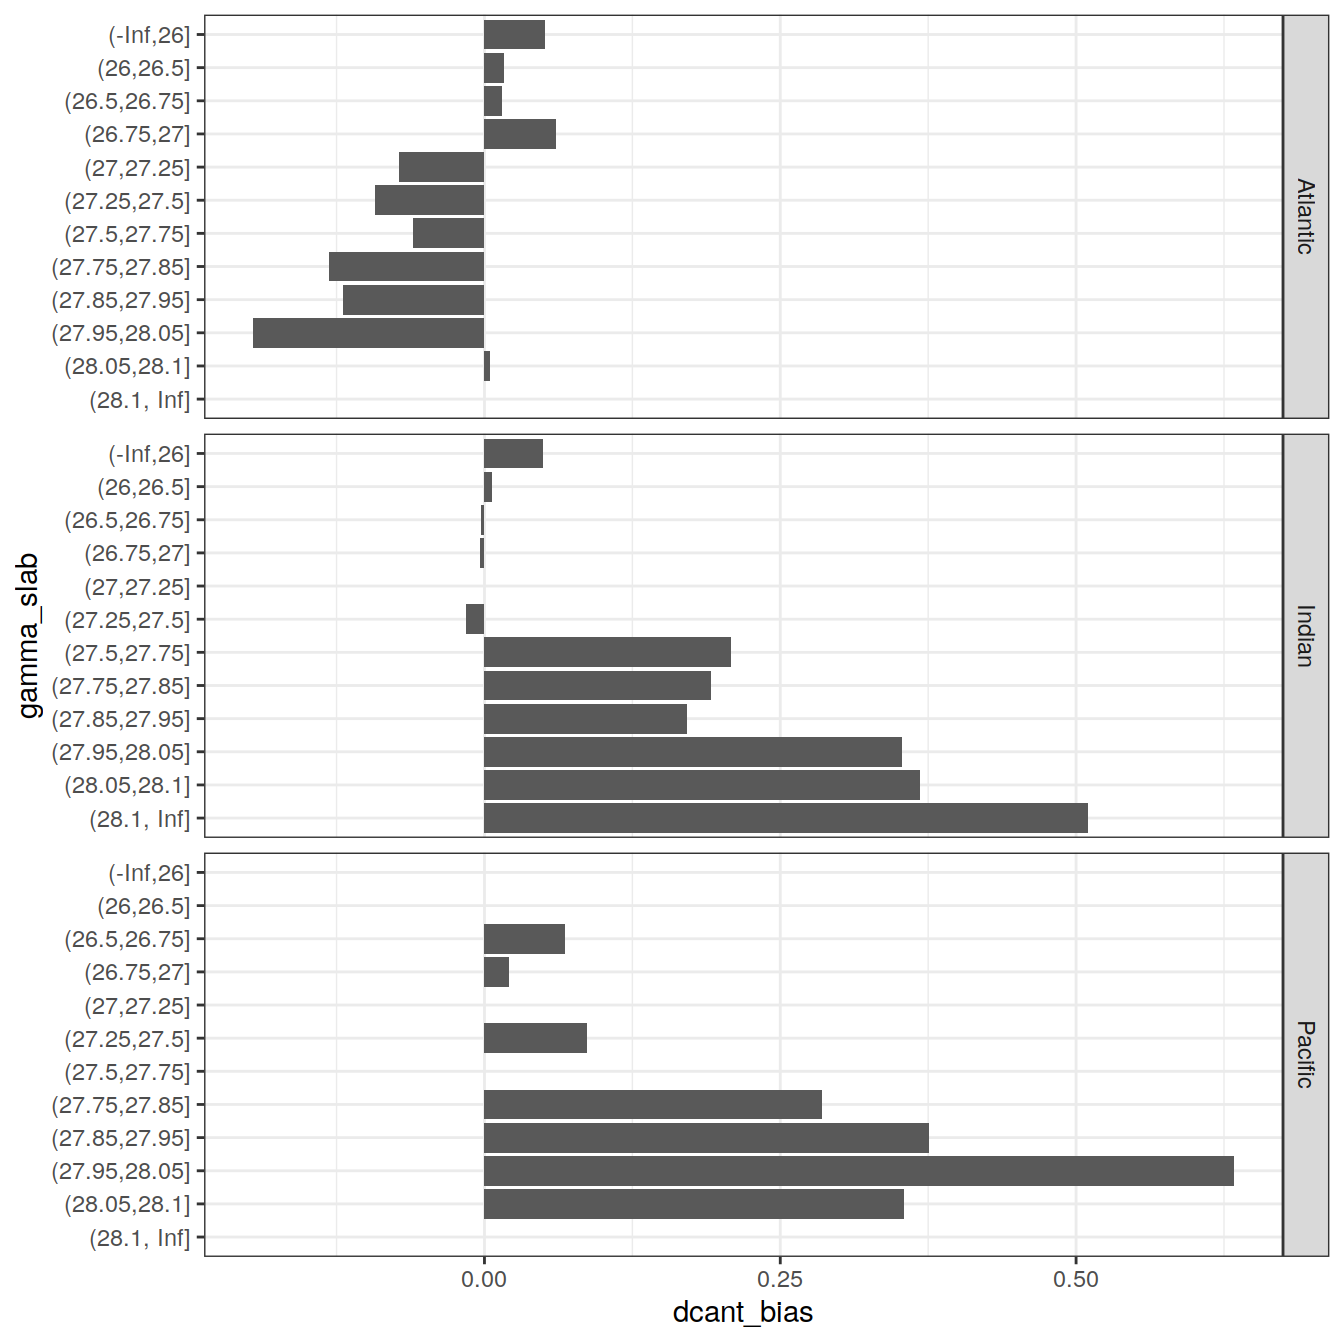 (-Inf,26]
(26,26.5]
(26.5,26.75]
(26.75,27]
(27,27.25]
(27.25,27.5]
(27.5,27.75]
(27.75,27.85]
(27.85,27.95]
(27.95,28.05]
(28.05,28.1]
(28.1, Inf]
Atlantic
(-Inf,26]
(26,26.5]
(26.5,26.75]
(26.75,27]
(27,27.25]
(27.25,27.5]
(27.5,27.75]
(27.75,27.85]
(27.85,27.95]
(27.95,28.05]
(28.05,28.1]
(28.1, Inf]
Indian
gamma_slab
(-Inf,26]
(26,26.5]
(26.5,26.75]
(26.75,27]
(27,27.25]
(27.25,27.5]
(27.5,27.75]
(27.75,27.85]
(27.85,27.95]
(27.95,28.05]
(28.05,28.1]
(28.1, Inf]
Pacific
0.00 0.25 0.50
dcant_bias